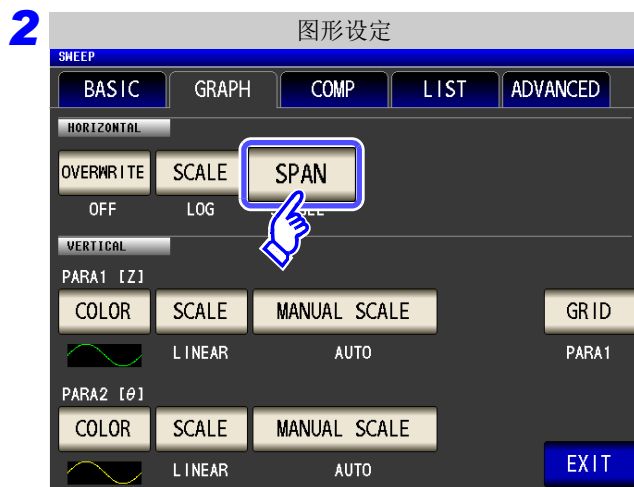 2
图形设定
SWEEP
BASIC GRAPH COMP LIST ADVANCED
HORIZONTAL
OVERWRITE SCALE SPAN
OFF LOG
VERTICAL
PARA1 [Z]
COLOR SCALE MANUAL SCALE GRID
LINEAR AUTO PARA1
PARA2 [θ]
COLOR SCALE MANUAL SCALE
LINEAR AUTO EXIT